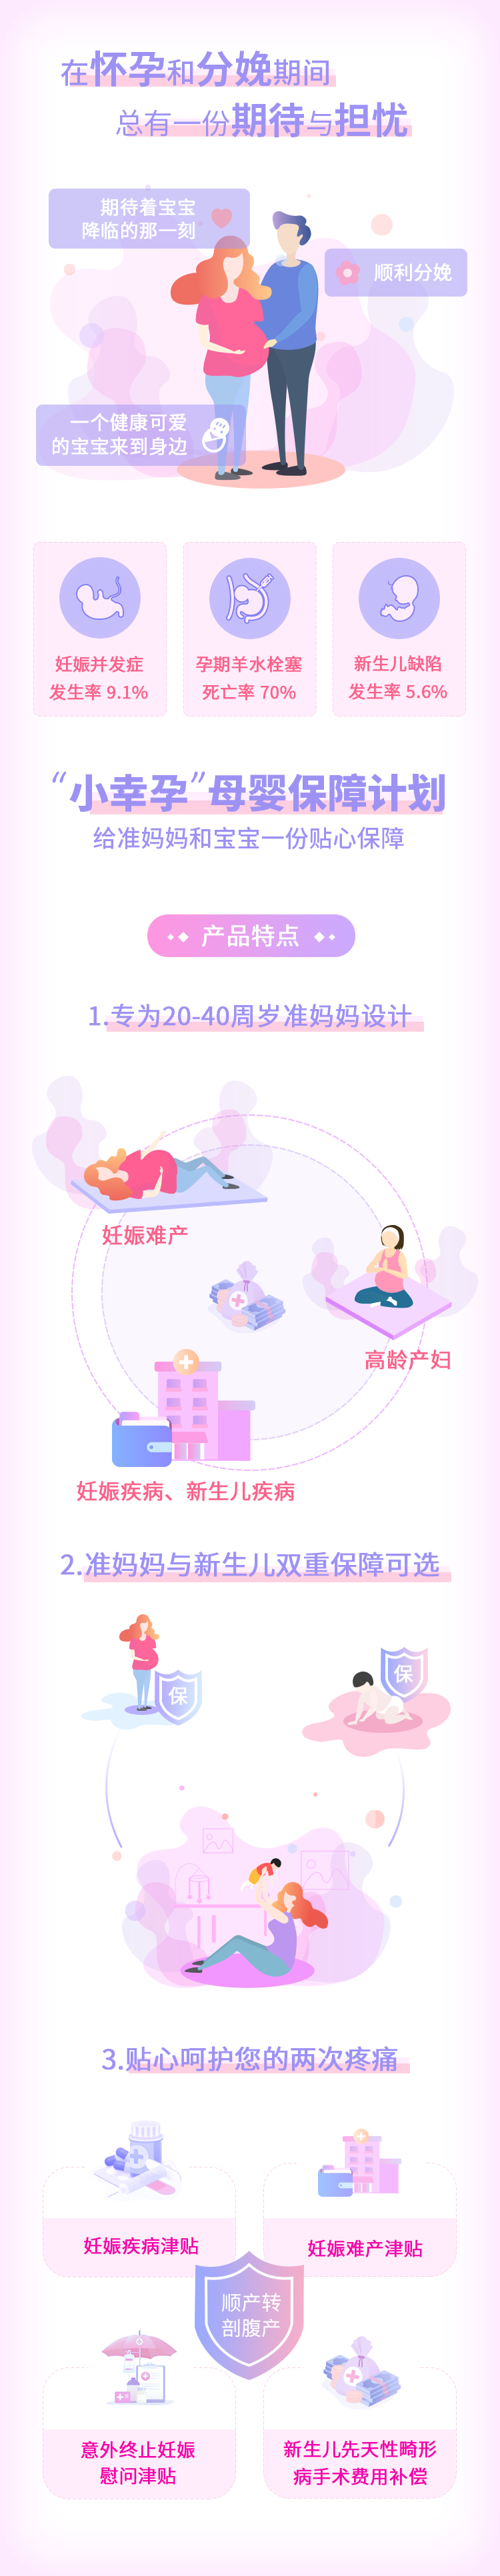 在怀孕和分娩期间
总有一份期待与担忧
期待着宝宝
降临的那一刻
顺利分娩
一个健康可爱
的宝宝来到身边
妊娠并发症
发生率 9.1%
孕期羊水栓塞
死亡率 70%
新生儿缺陷
发生率 5.6%
“小幸孕”母婴保障计划
给准妈妈和宝宝一份贴心保障
产品特点
1.专为20-40周岁准妈妈设计
妊娠难产
高龄产妇
妊娠疾病、新生儿疾病
2.准妈妈与新生儿双重保障可选
保
保
3.贴心呵护您的两次疼痛
妊娠疾病津贴
妊娠难产津贴
顺产转
剖腹产
意外终止妊娠
慰问津贴
新生儿先天性畸形
病手术费用补偿